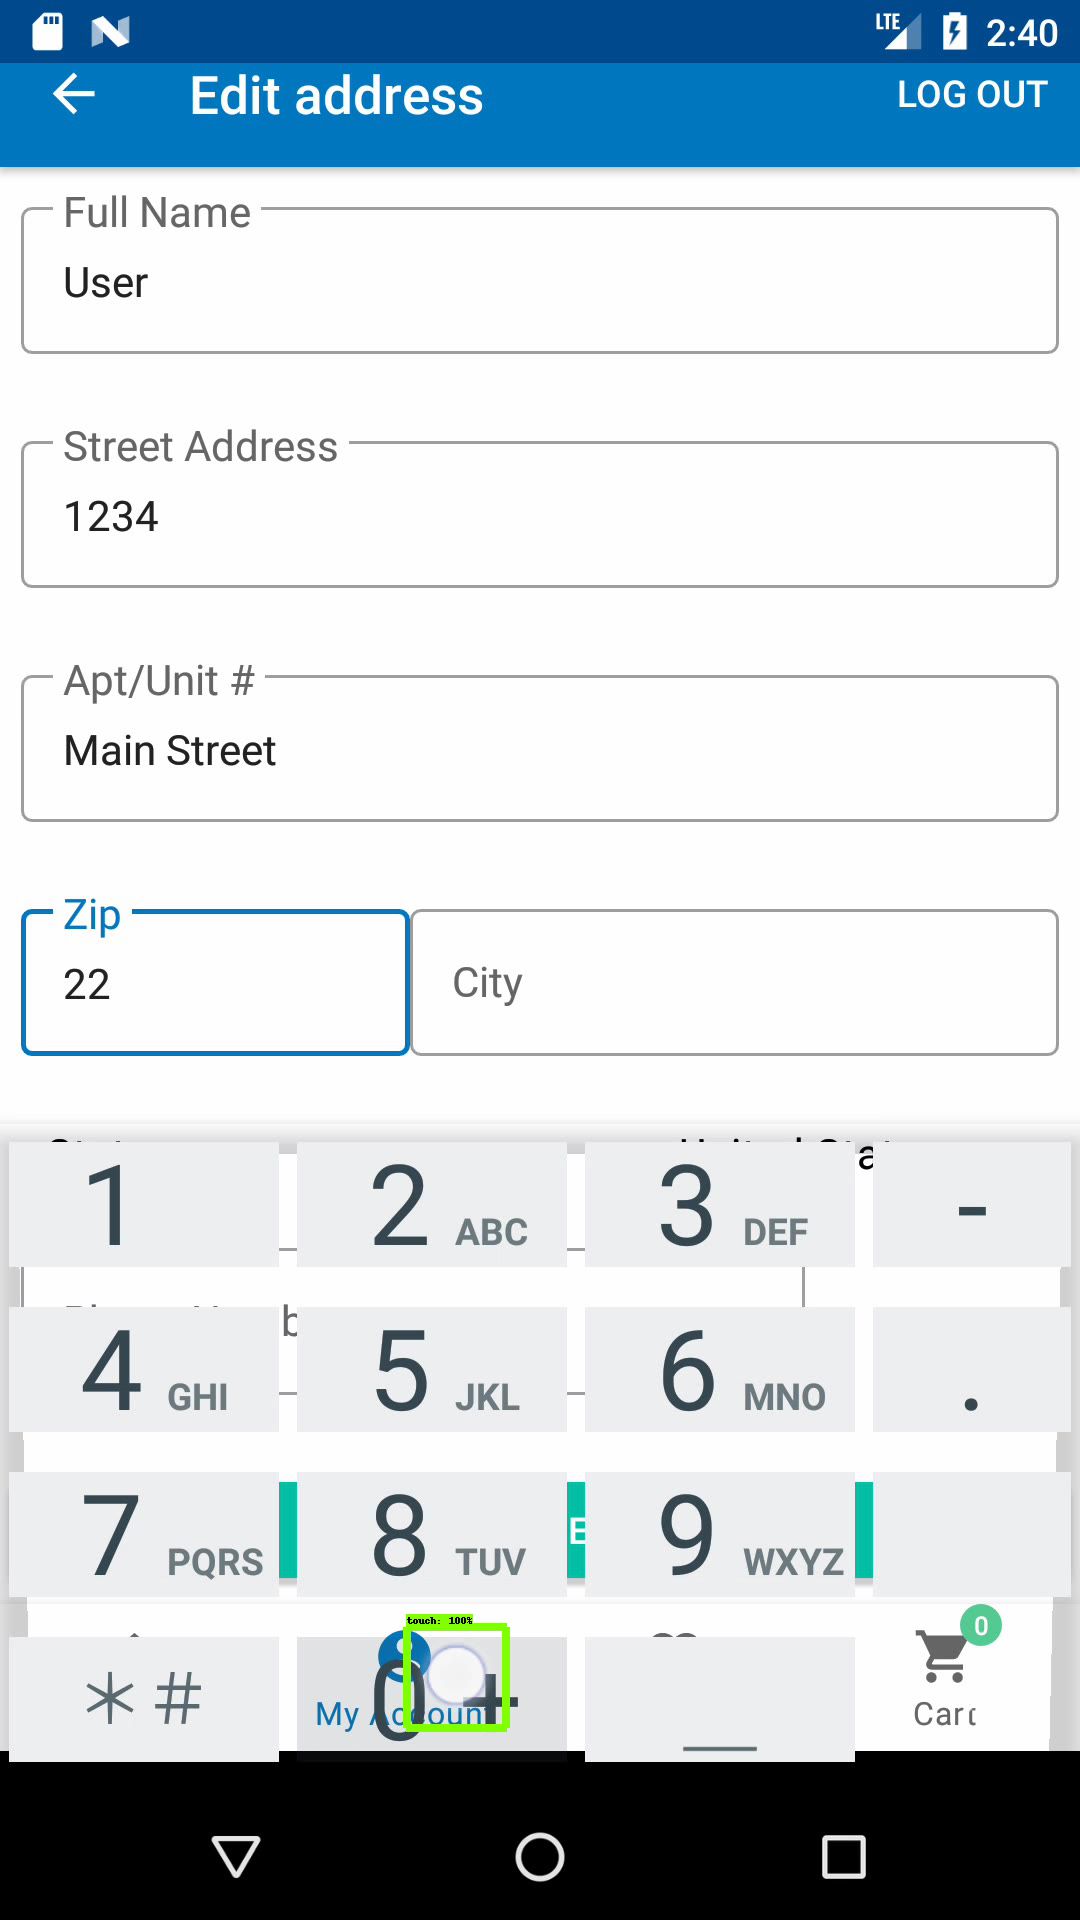 LTE 2:40
Edit address LOG OUT
Full Name
User
Street Address
1234
Apt/Unit #
Main Street
Zip
22
City
1 2 ABC 3 DEF -
4 GHI 5 JKL 6 MNO .
7 PQRS 8 TUV 9 WXYZ
touch: 100%
0
* # 0 +
My Account